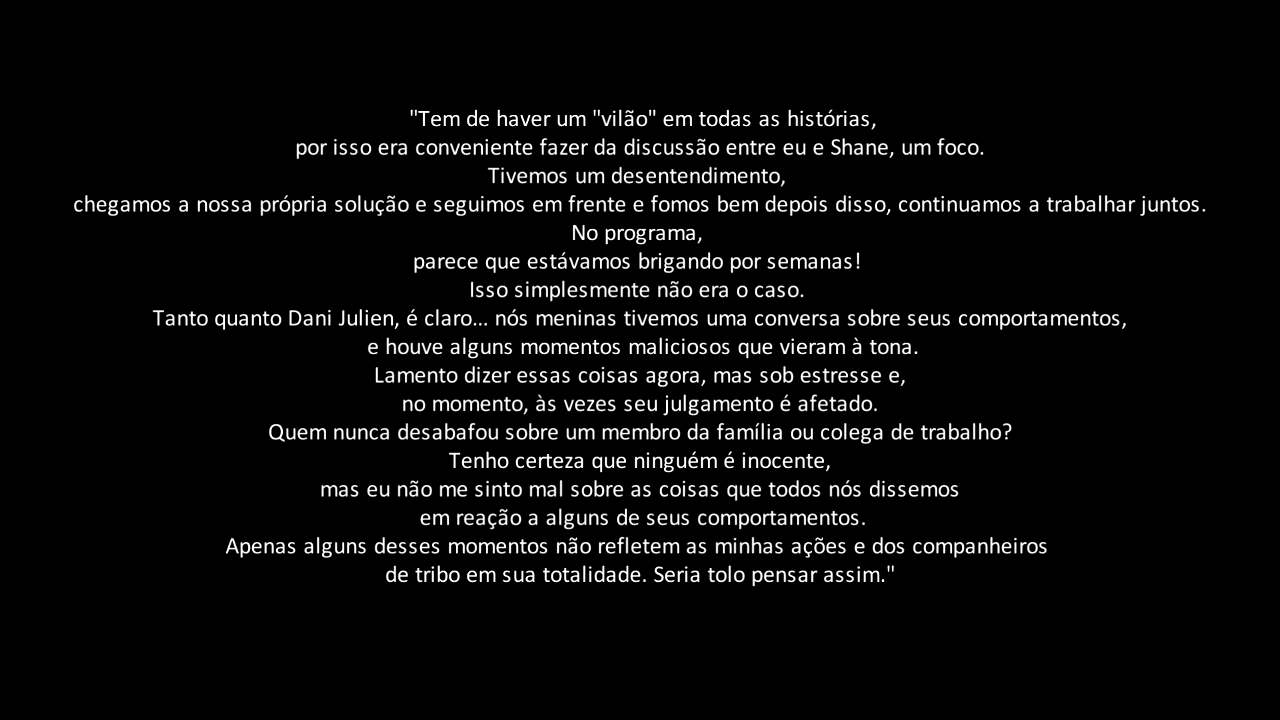 "Tem de haver um "vilão" em todas as histórias,
por isso era conveniente fazer da discussão entre eu e Shane, um foco.
Tivemos um desentendimento,
chegamos a nossa própria solução e seguimos em frente e fomos bem depois disso, continuamos a trabalhar juntos.
No programa,
parece que estávamos brigando por semanas!
Isso simplesmente não era o caso.
Tanto quanto Dani Julien, é claro... nós meninas tivemos uma conversa sobre seus comportamentos,
e houve alguns momentos maliciosos que vieram à tona.
Lamento dizer essas coisas agora, mas sob estresse e,
no momento, às vezes seu julgamento é afetado.
Quem nunca desabafou sobre um membro da família ou colega de trabalho?
Tenho certeza que ninguém é inocente,
mas eu não me sinto mal sobre as coisas que todos nós dissemos
em reação a alguns de seus comportamentos.
Apenas alguns desses momentos não refletem as minhas ações e dos companheiros
de tribo em sua totalidade. Seria tolo pensar assim."